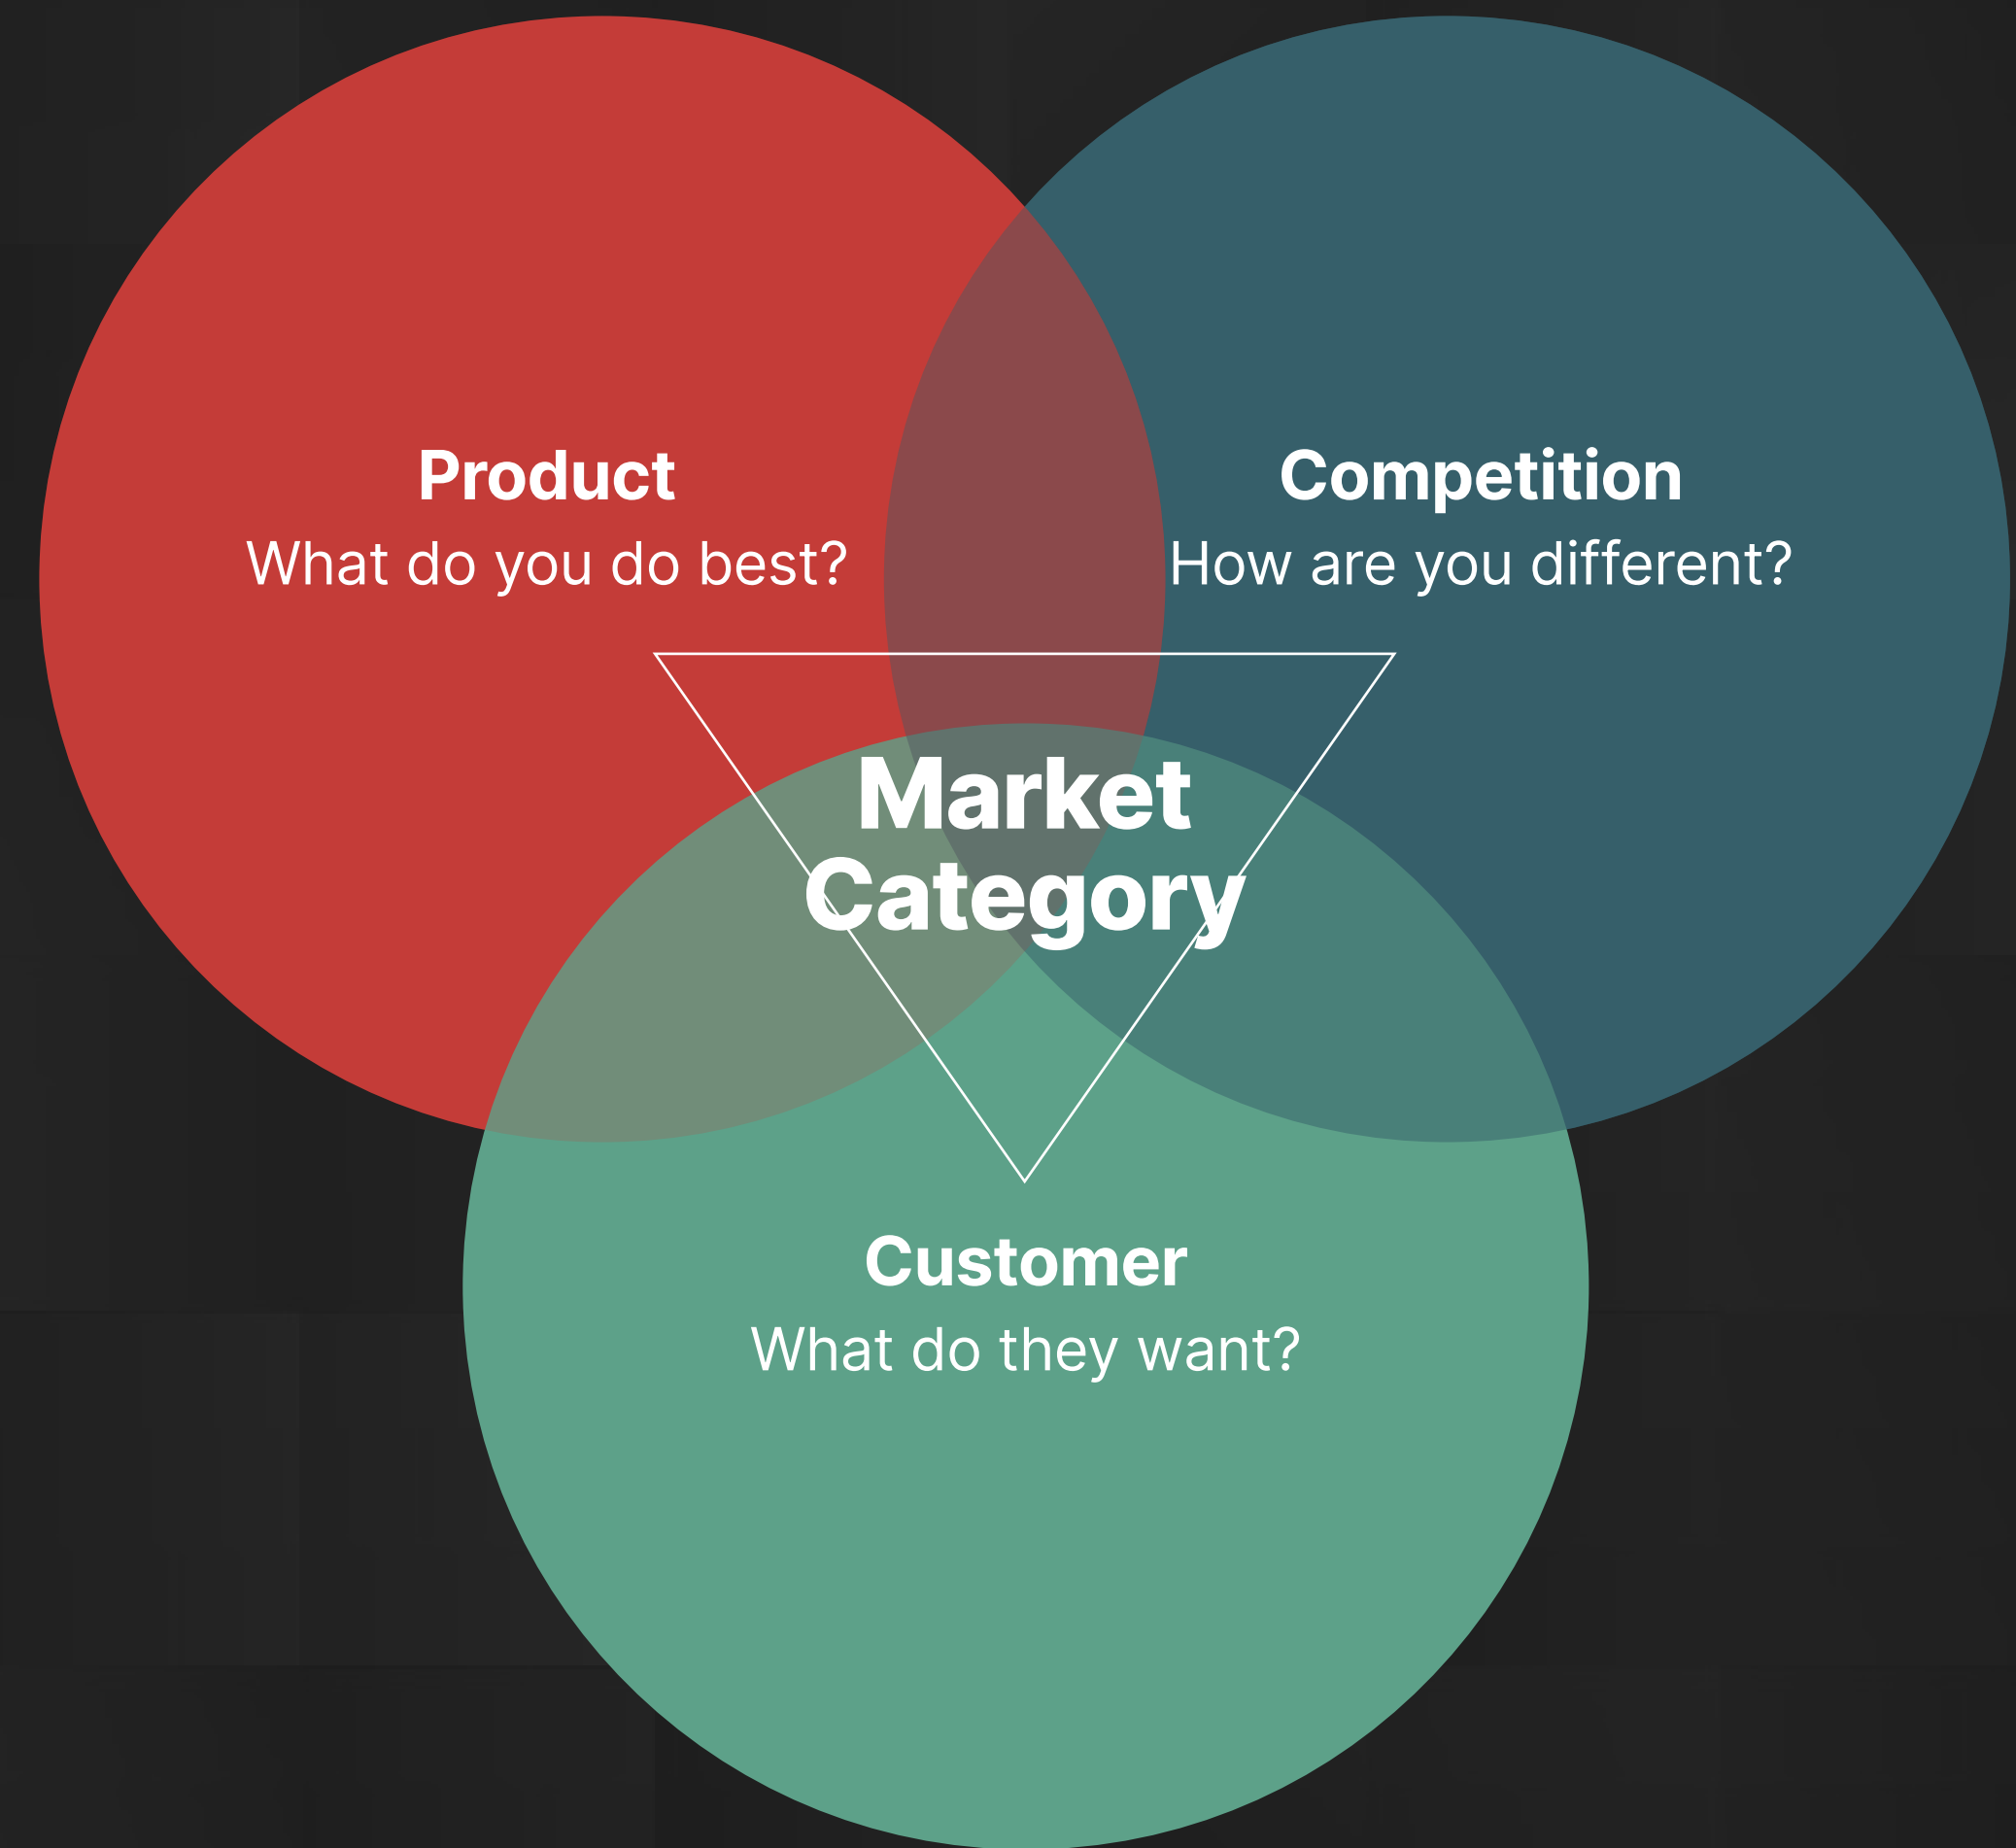 Product
What do you do best?
Competition
How are you different?
Market
Category
Customer
What do they want?